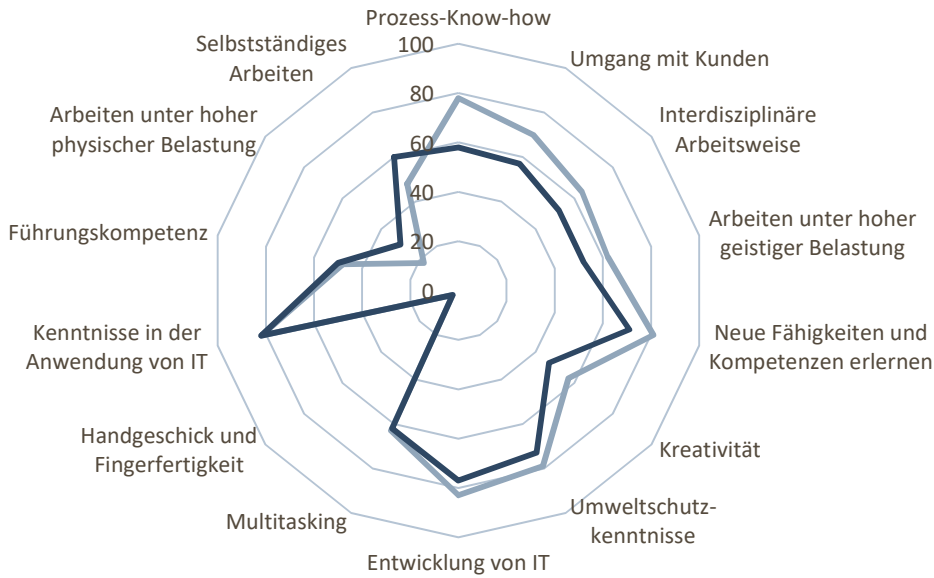 Prozess-Know-how
Umgang mit Kunden
Interdisziplinäre
Arbeitsweise
Arbeiten unter hoher
geistiger Belastung
Neue Fähigkeiten und
Kompetenzen erlernen
Kreativität
Umweltschutz-
kenntnisse
Entwicklung von IT
Multitasking
Handgeschick und
Fingerfertigkeit
Kenntnisse in der
Anwendung von IT
Führungskompetenz
Arbeiten unter hoher
physischer Belastung
Selbstständiges
Arbeiten
100
80
60
40
20
0